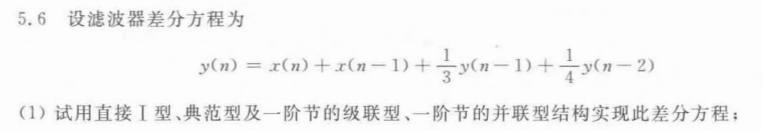 5.6 设滤波器差分方程为
y(n) = x(n) + x(n-1) + \frac{1}{3}y(n-1) + \frac{1}{4}y(n-2)
(1) 试用直接 I 型、典范型及一阶节的级联型、一阶节的并联型结构实现此差分方程;